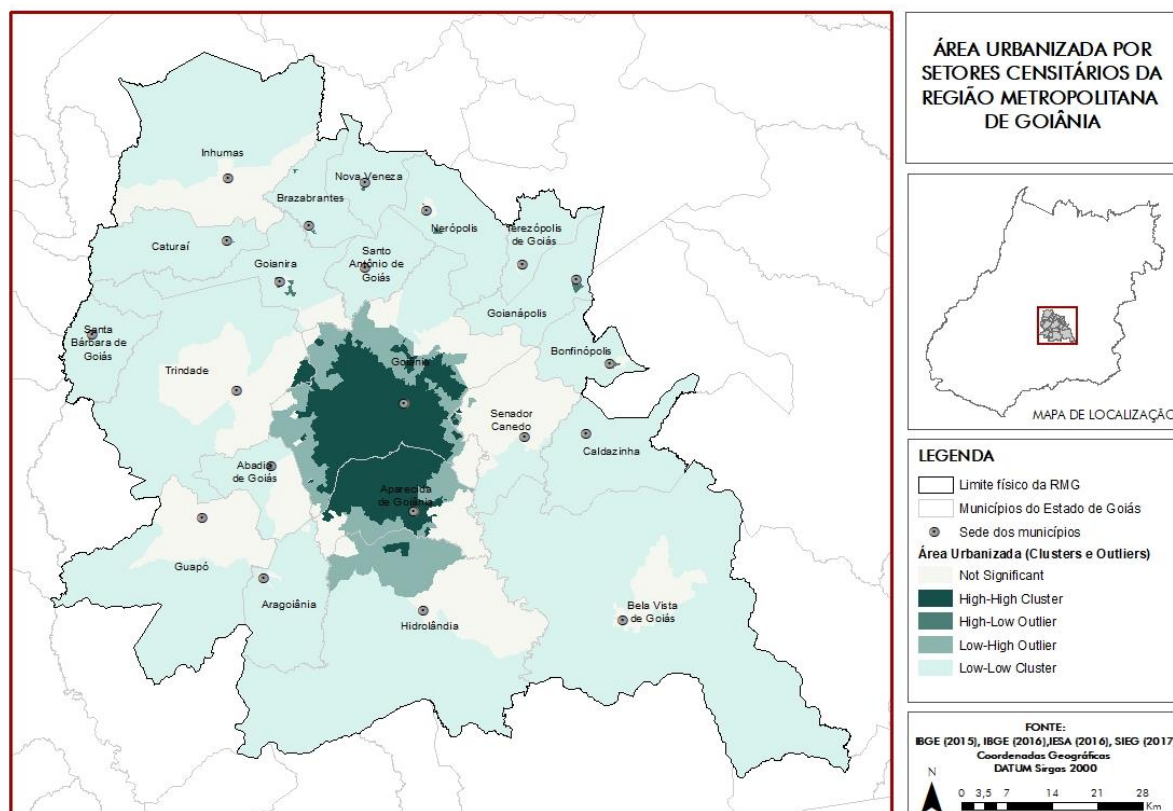 Inhumas
Nova Veneza
Brazabrantes
Nerópolis
Terezópolis
de Goiás
Caturaí
Santo
Antônio de
Goiás
Goianira
Goianápolis
Santa
Bárbara de
Goiás
Bonfinópolis
Goiânia
Trindade
Senador
Canedo
Caldazinha
Abadia
de Goiás
Aparecida
de Goiânia
Guapó
Aragoiânia
Hidrolândia
Bela Vista
de Goiás
ÁREA URBANIZADA POR
SETORES CENSITÁRIOS DA
REGIÃO METROPOLITANA
DE GOIÂNIA
MAPA DE LOCALIZAÇÃO
LEGENDA
Limite físico da RMG
Municípios do Estado de Goiás
Sede dos municípios
Área Urbanizada (Clusters e Outliers)
Not Significant
High-High Cluster
High-Low Outlier
Low-High Outlier
Low-Low Cluster
FONTE:
IBGE (2015), IBGE (2016),IESA (2016), SIEG (2017
Coordenadas Geográficas
DATUM Sirgas 2000
N
0 3,5 7 14 21 28
Km